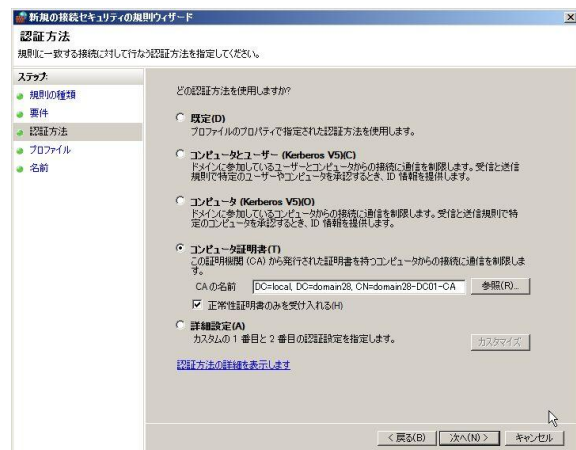 新規の接続セキュリティの規則ウィザード
認証方法
規則に一致する接続に対して行なう認証方法を指定してください。
ステップ:
規則の種類
要件
認証方法
プロファイル
名前
どの認証方法を使用しますか?
既定(D)
プロファイルのプロパティで指定された認証方法を使用します。
コンピュータとユーザー (Kerberos V5)(C)
ドメインに参加しているユーザーとコンピュータからの接続に通信を制限します。受信と送信
規則で特定のユーザーやコンピュータを承認するとき、ID 情報を提供します。
コンピュータ (Kerberos V5)(O)
ドメインに参加しているコンピュータからの接続に通信を制限します。受信と送信規則で特
定のコンピュータを承認するとき、ID 情報を提供します。
コンピュータ証明書(T)
この証明機関 (CA) から発行された証明書を持つコンピュータからの接続に通信を制限しま
す。
CA の名前 DC=local, DC=domain28, CN=domain28-DC01-CA 参照(R)...
正常性証明書のみを受け入れる(H)
詳細設定(A)
カスタムの 1 番目と 2 番目の認証設定を指定します。 カスタマイズ
認証方法の詳細を表示します
< 戻る(B) 次へ(N) > キャンセル